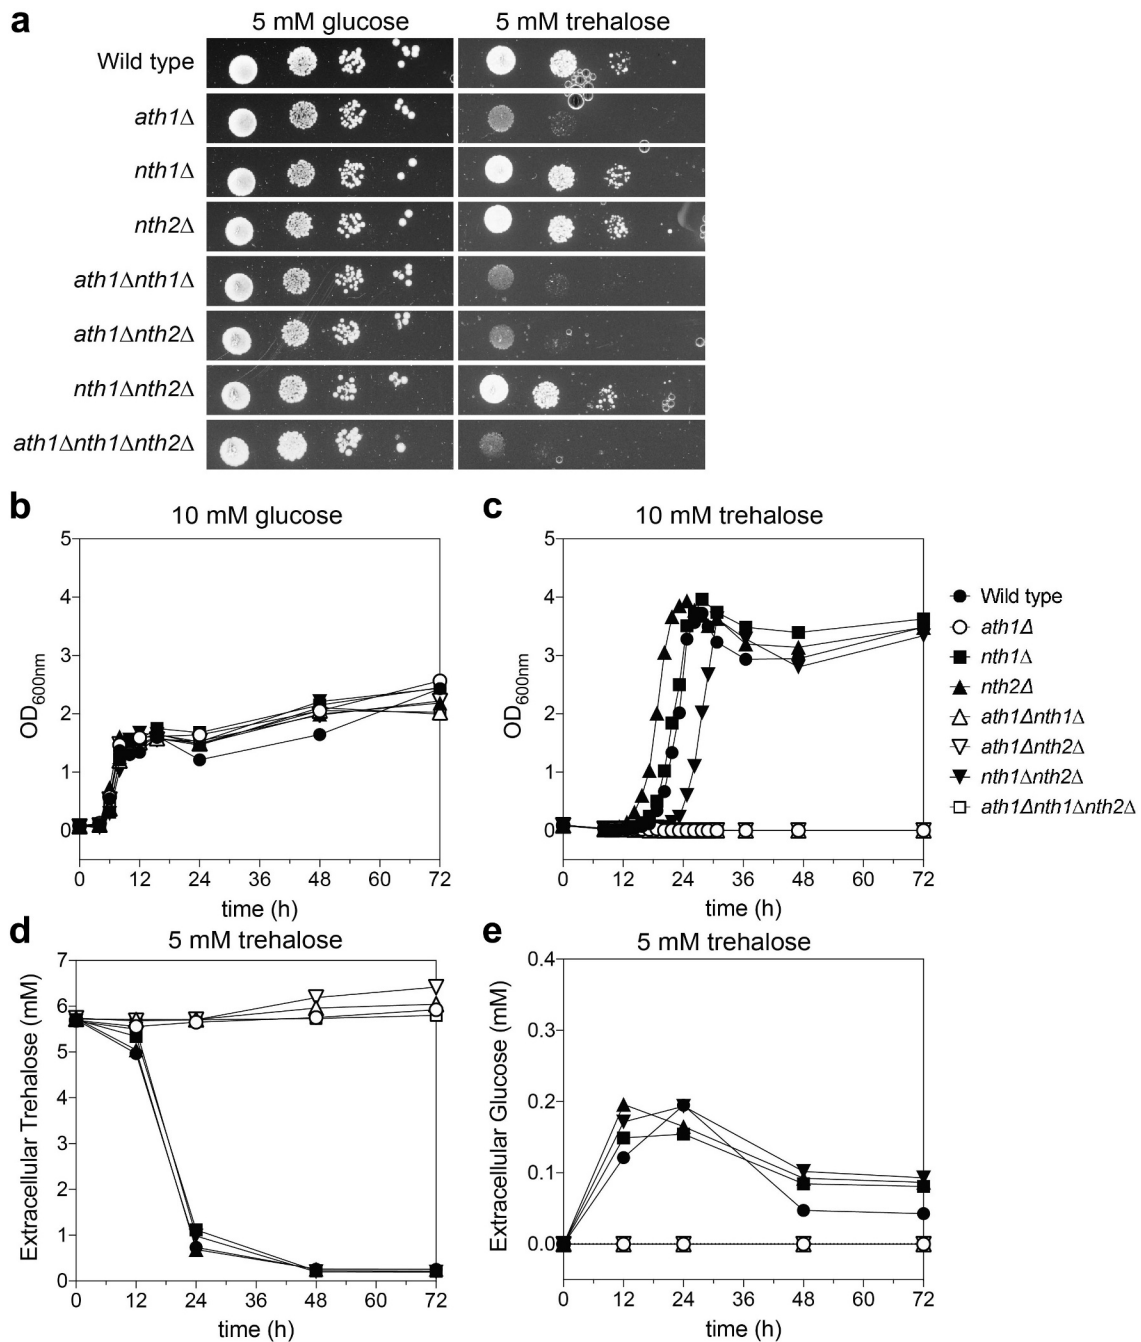 a
5 mM glucose 5 mM trehalose
Wild type
ath1Δ
nth1Δ
nth2Δ
ath1Δnth1Δ
ath1Δnth2Δ
nth1Δnth2Δ
ath1Δnth1Δnth2Δ
b
10 mM glucose
5
4
3
2
1
0
OD600nm
0 12 24 36 48 60 72
time (h)
c
10 mM trehalose
5
4
3
2
1
0
OD600nm
0 12 24 36 48 60 72
time (h)
Wild type
ath1Δ
nth1Δ
nth2Δ
ath1Δnth1Δ
ath1Δnth2Δ
nth1Δnth2Δ
ath1Δnth1Δnth2Δ
d
5 mM trehalose
7
6
5
4
3
2
1
0
Extracellular Trehalose (mM)
0 12 24 36 48 60 72
time (h)
e
5 mM trehalose
0.4
0.3
0.2
0.1
0.0
Extracellular Glucose (mM)
0 12 24 36 48 60 72
time (h)